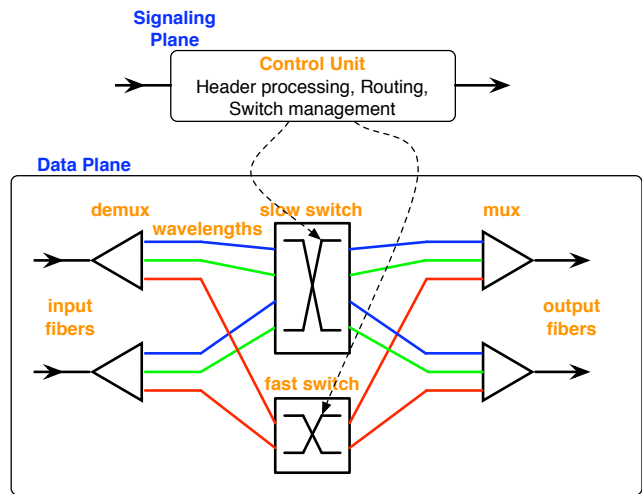 Signaling
Plane
Control Unit
Header processing, Routing,
Switch management
Data Plane
demux
wavelengths
slow switch
mux
input
fibers
output
fibers
fast switch